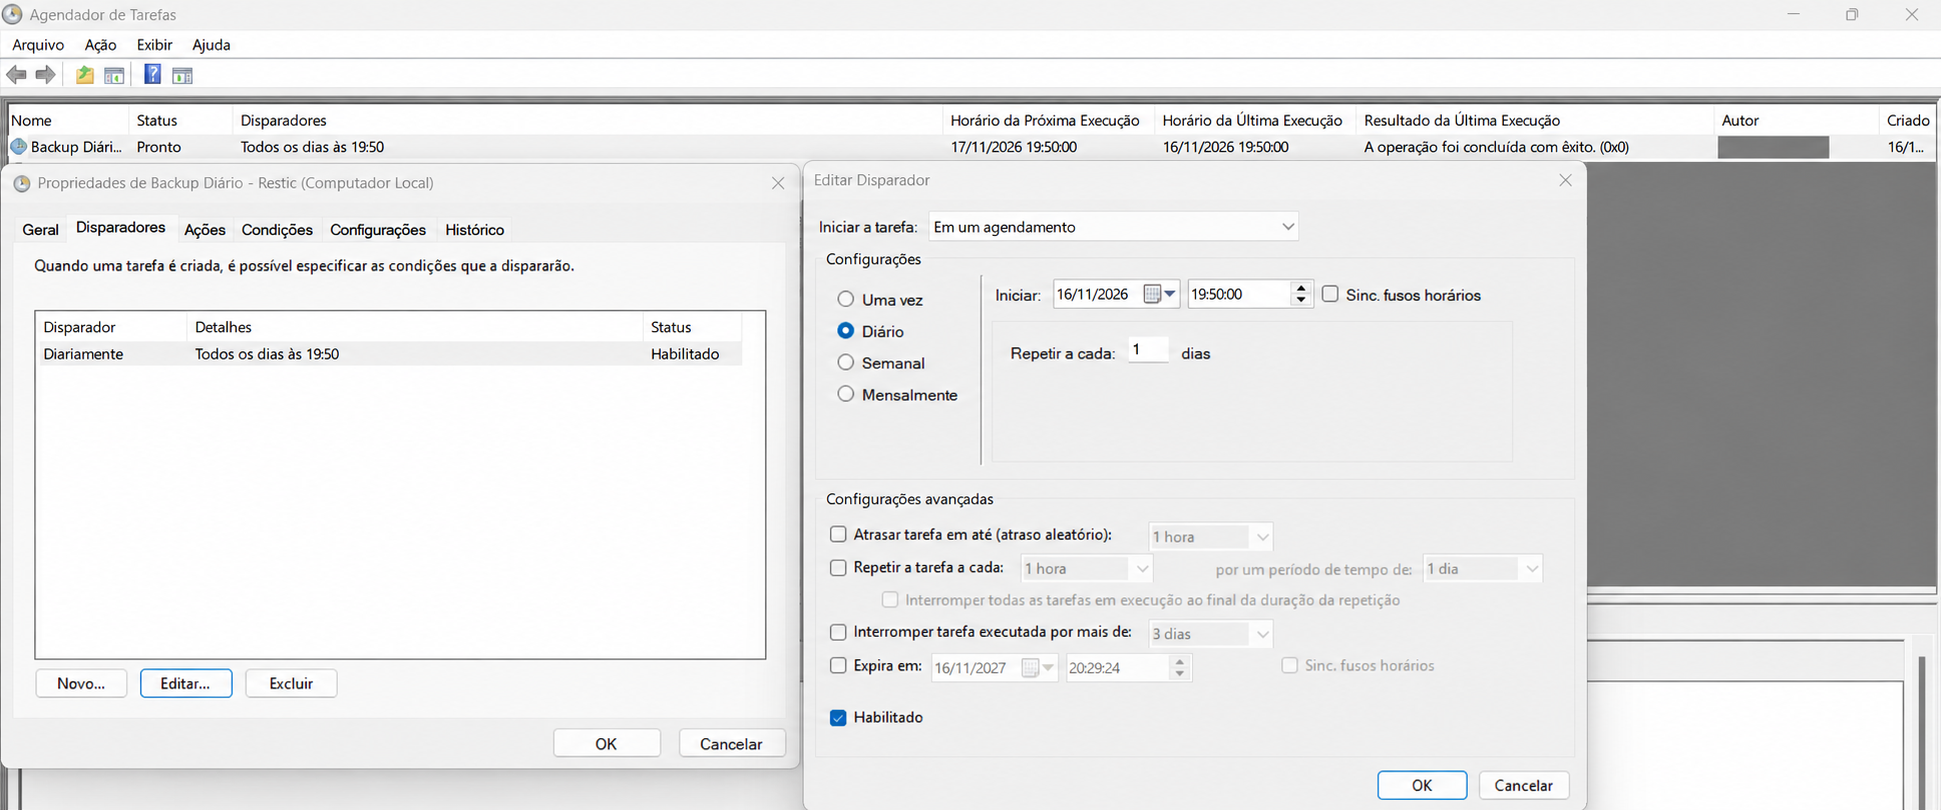 Agendador de Tarefas
Arquivo Ação Exibir Ajuda
Nome Status Disparadores Horário da Próxima Execução Horário da Última Execução Resultado da Última Execução Autor Criado
Backup Diári... Pronto Todos os dias às 19:50 17/11/2026 19:50:00 16/11/2026 19:50:00 A operação foi concluída com êxito. (0x0) 16/1...
Propriedades de Backup Diário - Restic (Computador Local)
Geral Disparadores Ações Condições Configurações Histórico
Quando uma tarefa é criada, é possível especificar as condições que a dispararão.
Disparador Detalhes Status
Diariamente Todos os dias às 19:50 Habilitado
Novo... Editar... Excluir
OK Cancelar
Editar Disparador
Iniciar a tarefa: Em um agendamento
Configurações
Uma vez
Diário
Semanal
Mensalmente
Iniciar: 16/11/2026 19:50:00 Sinc. fusos horários
Repetir a cada: 1 dias
Configurações avançadas
Atrasar tarefa em até (atraso aleatório): 1 hora
Repetir a tarefa a cada: 1 hora por um período de tempo de: 1 dia
Interromper todas as tarefas em execução ao final da duração da repetição
Interromper tarefa executada por mais de: 3 dias
Expira em: 16/11/2027 20:29:24 Sinc. fusos horários
Habilitado
OK Cancelar